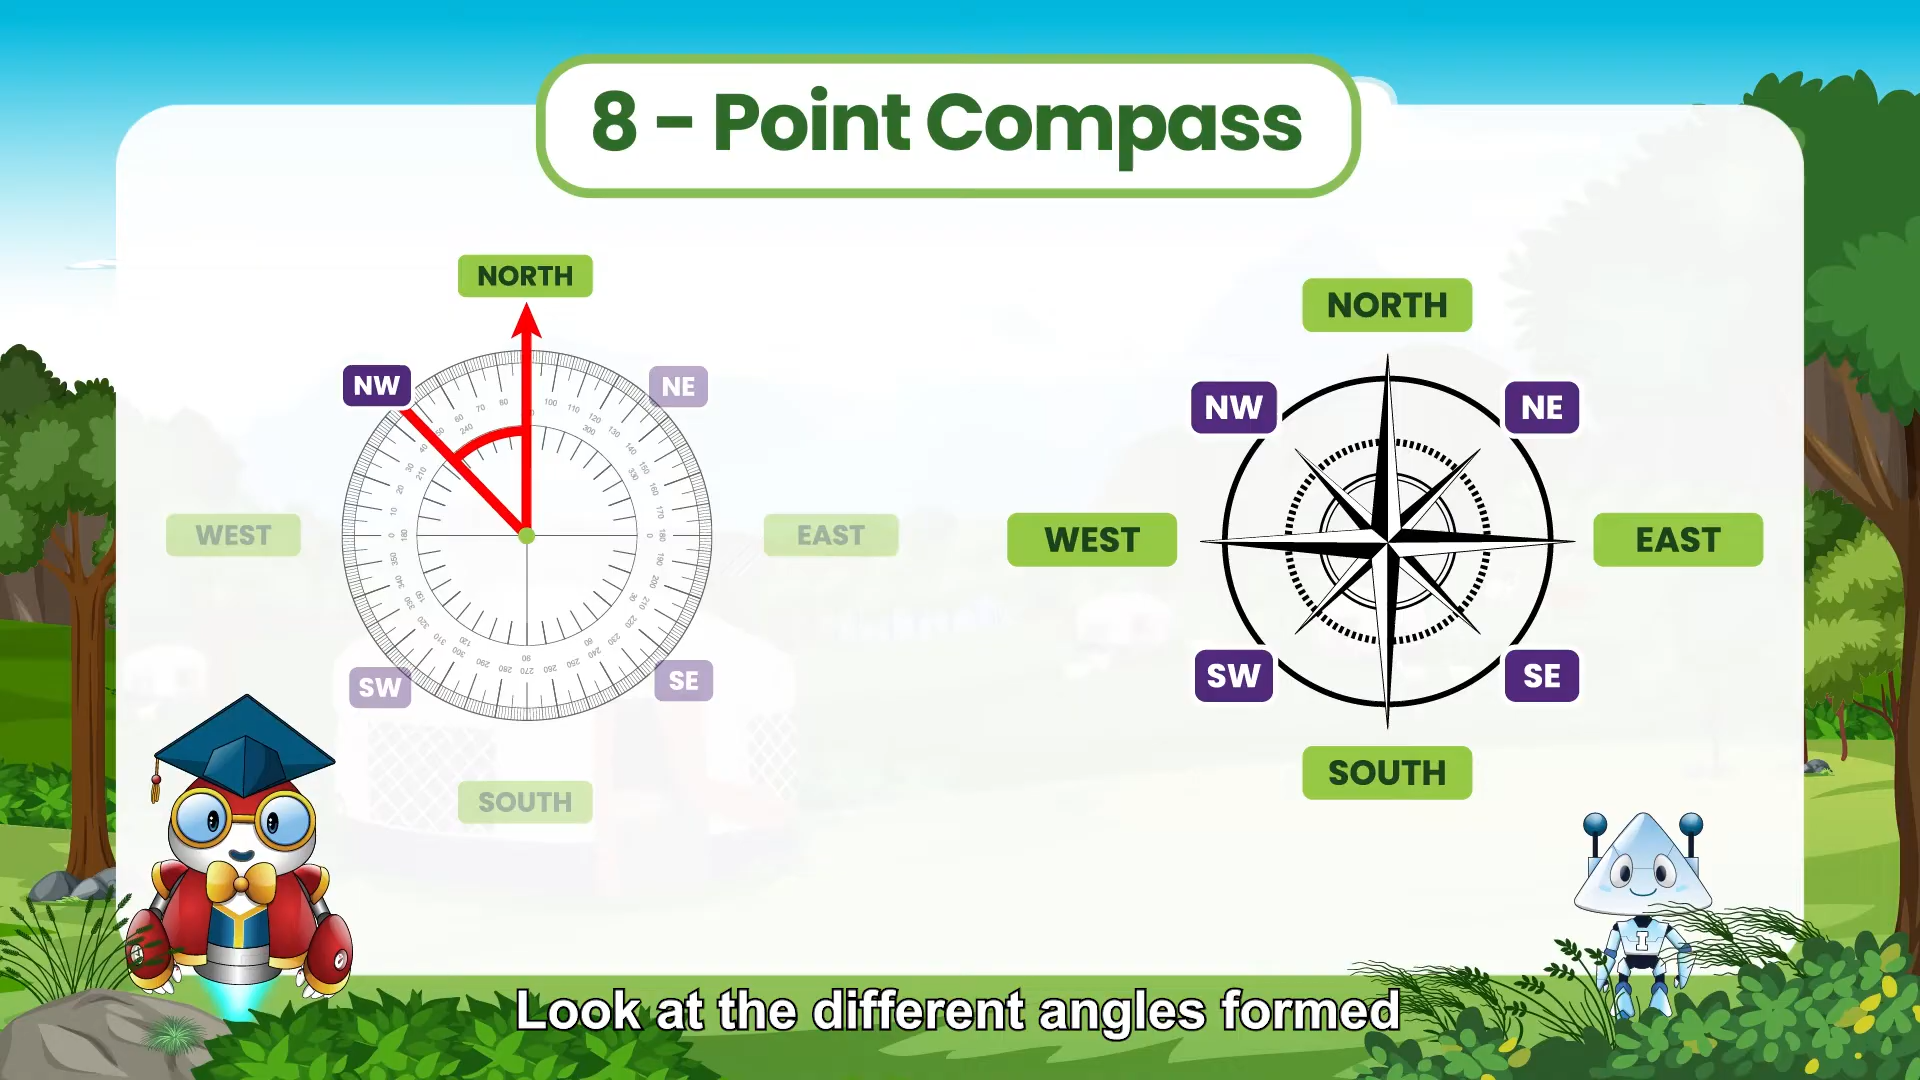 8 - Point Compass
NORTH
NW
NE
WEST
EAST
SW
SE
SOUTH
NORTH
NW
NE
WEST
EAST
SW
SE
SOUTH
I
Look at the different angles formed